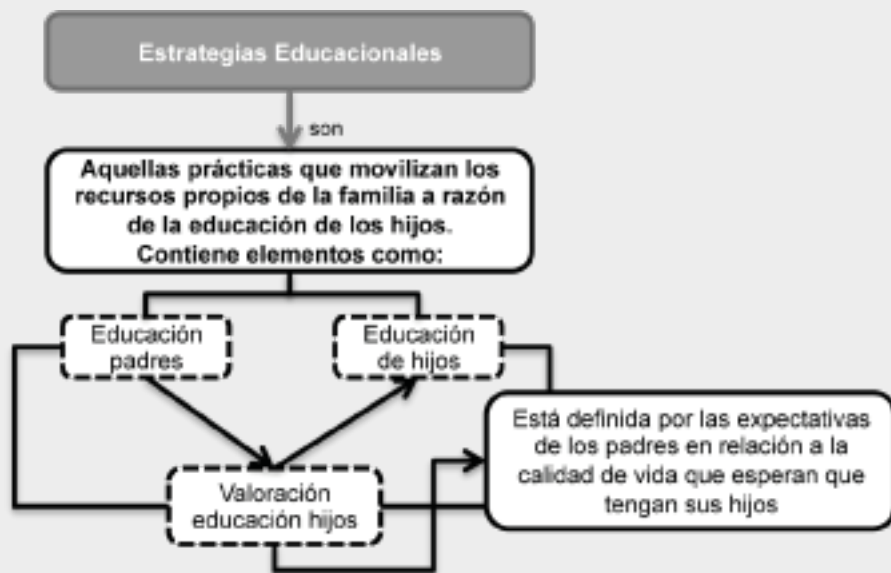 Estrategias Educacionales
son
Aquellas prácticas que movilizan los
recursos propios de la familia a razón
de la educación de los hijos.
Contiene elementos como:
Educación
padres
Educación
de hijos
Está definida por las expectativas
de los padres en relación a la
calidad de vida que esperan que
tengan sus hijos
Valoración
educación hijos